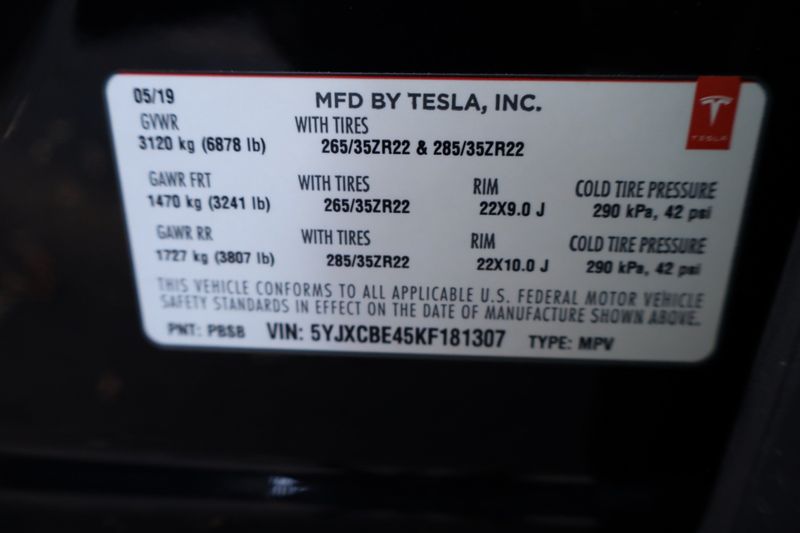 05/19 MFD BY TESLA, INC.
GVWR WITH TIRES
3120 kg (6878 lb) 265/35ZR22 & 285/35ZR22
TESLA
GAWR FRT WITH TIRES RIM COLD TIRE PRESSURE
1470 kg (3241 lb) 265/35ZR22 22X9.0 J 290 kPa, 42 psi
GAWR RR WITH TIRES RIM COLD TIRE PRESSURE
1727 kg (3807 lb) 285/35ZR22 22X10.0 J 290 kPa, 42 psi
THIS VEHICLE CONFORMS TO ALL APPLICABLE U.S. FEDERAL MOTOR VEHICLE
SAFETY STANDARDS IN EFFECT ON THE DATE OF MANUFACTURE SHOWN ABOVE.
PNT: PBSB VIN: 5YJXCBE45KF181307 TYPE: MPV